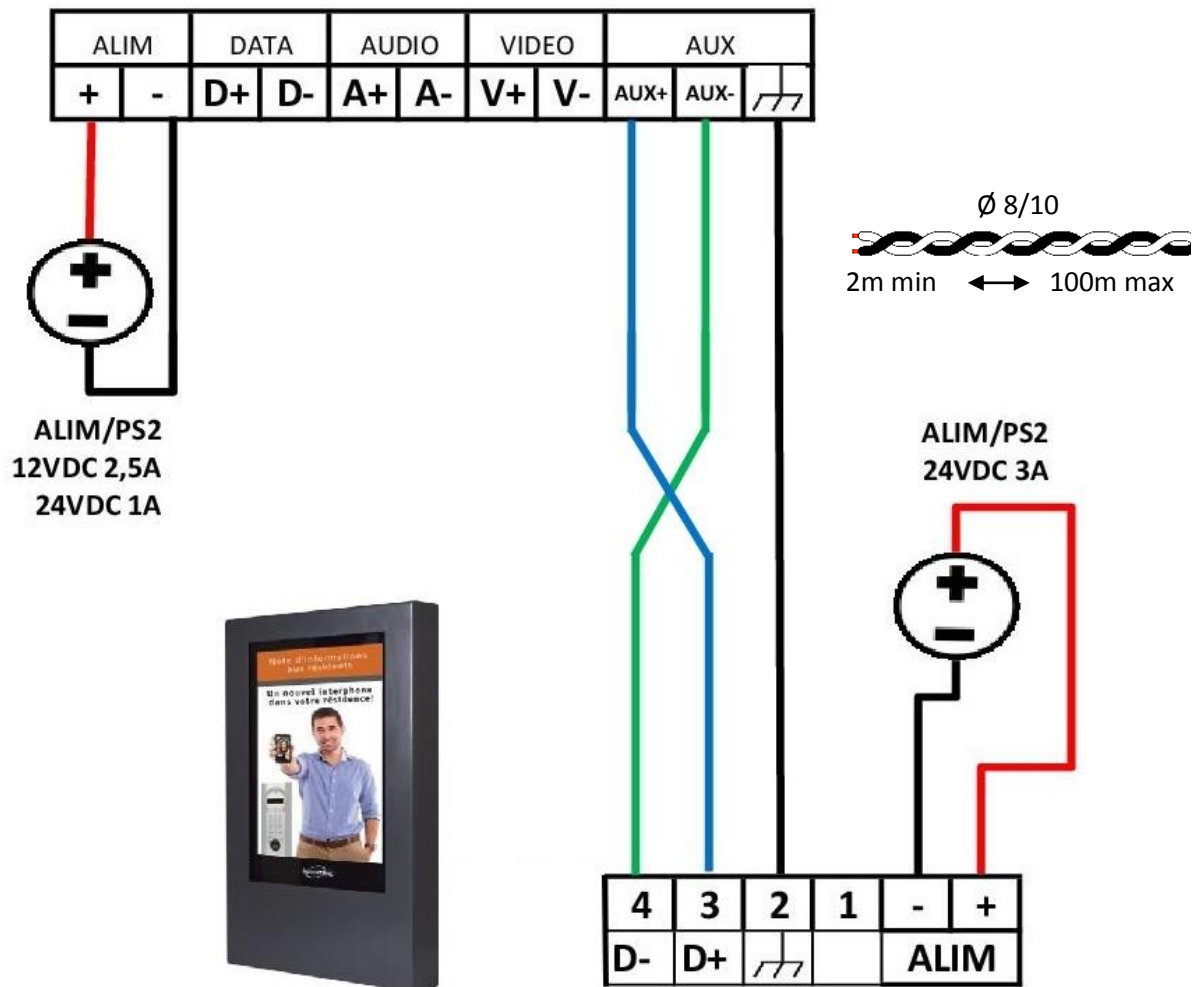 ALIM DATA AUDIO VIDEO AUX
+ - D+ D- A+ A- V+ V- AUX+ AUX-
Ø 8/10
2m min 100m max
+
-
ALIM/PS2
12VDC 2,5A
24VDC 1A
ALIM/PS2
24VDC 3A
+
-
Note d'informations
aux résidents
Un nouvel interphone
dans votre résidence!
4 3 2 1 - +
D- D+ ALIM